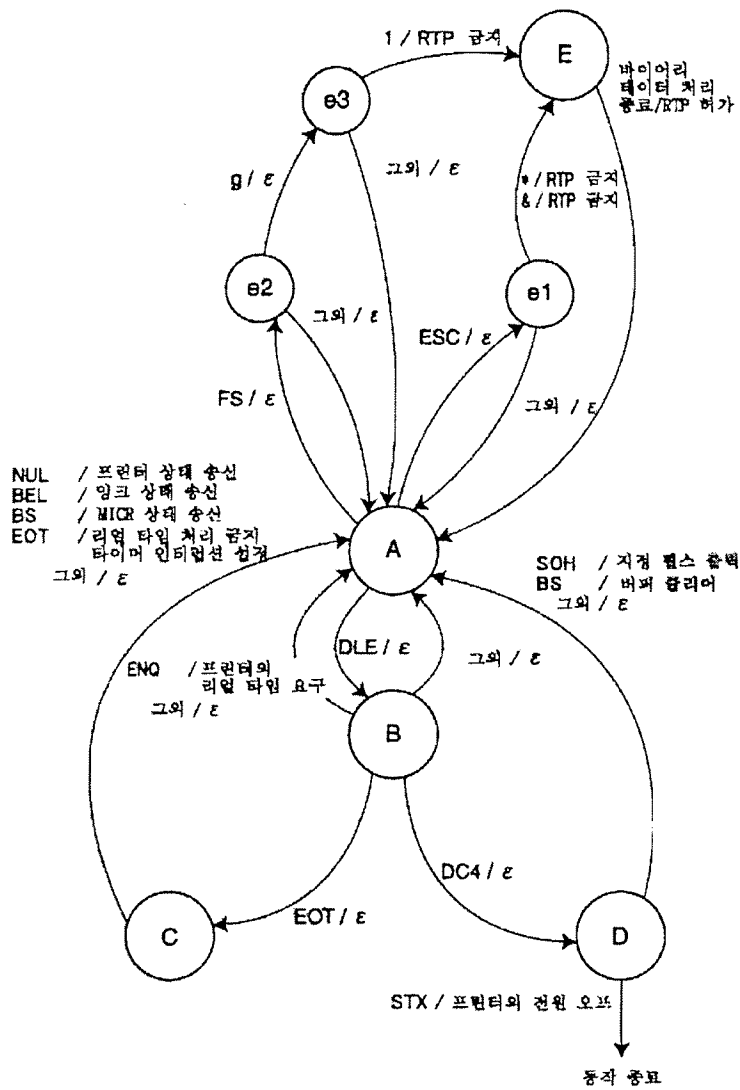 1 / RTP 금지
E
바이어리
데이터 처리
종료/RTP 허가
e3
그외 / ε
g / ε
*/ RTP 금지
& / RTP 금지
e2
e1
그외 / ε
ESC / ε
FS / ε
그외 / ε
NUL / 프린터 상태 송신
BEL / 잉크 상태 송신
BS / MICR 상태 송신
EOT / 리얼 타임 처리 금지
타이머 인터럽션 설정
그외 / ε
A
SOH / 지정 펄스 출력
BS / 버퍼 클리어
그외 / ε
DLE / ε
그외 / ε
ENQ / 프린터의
리얼 타임 요구
그외 / ε
B
DC4 / ε
EOT / ε
C
D
STX / 프린터의 전원 오프
동작 종료